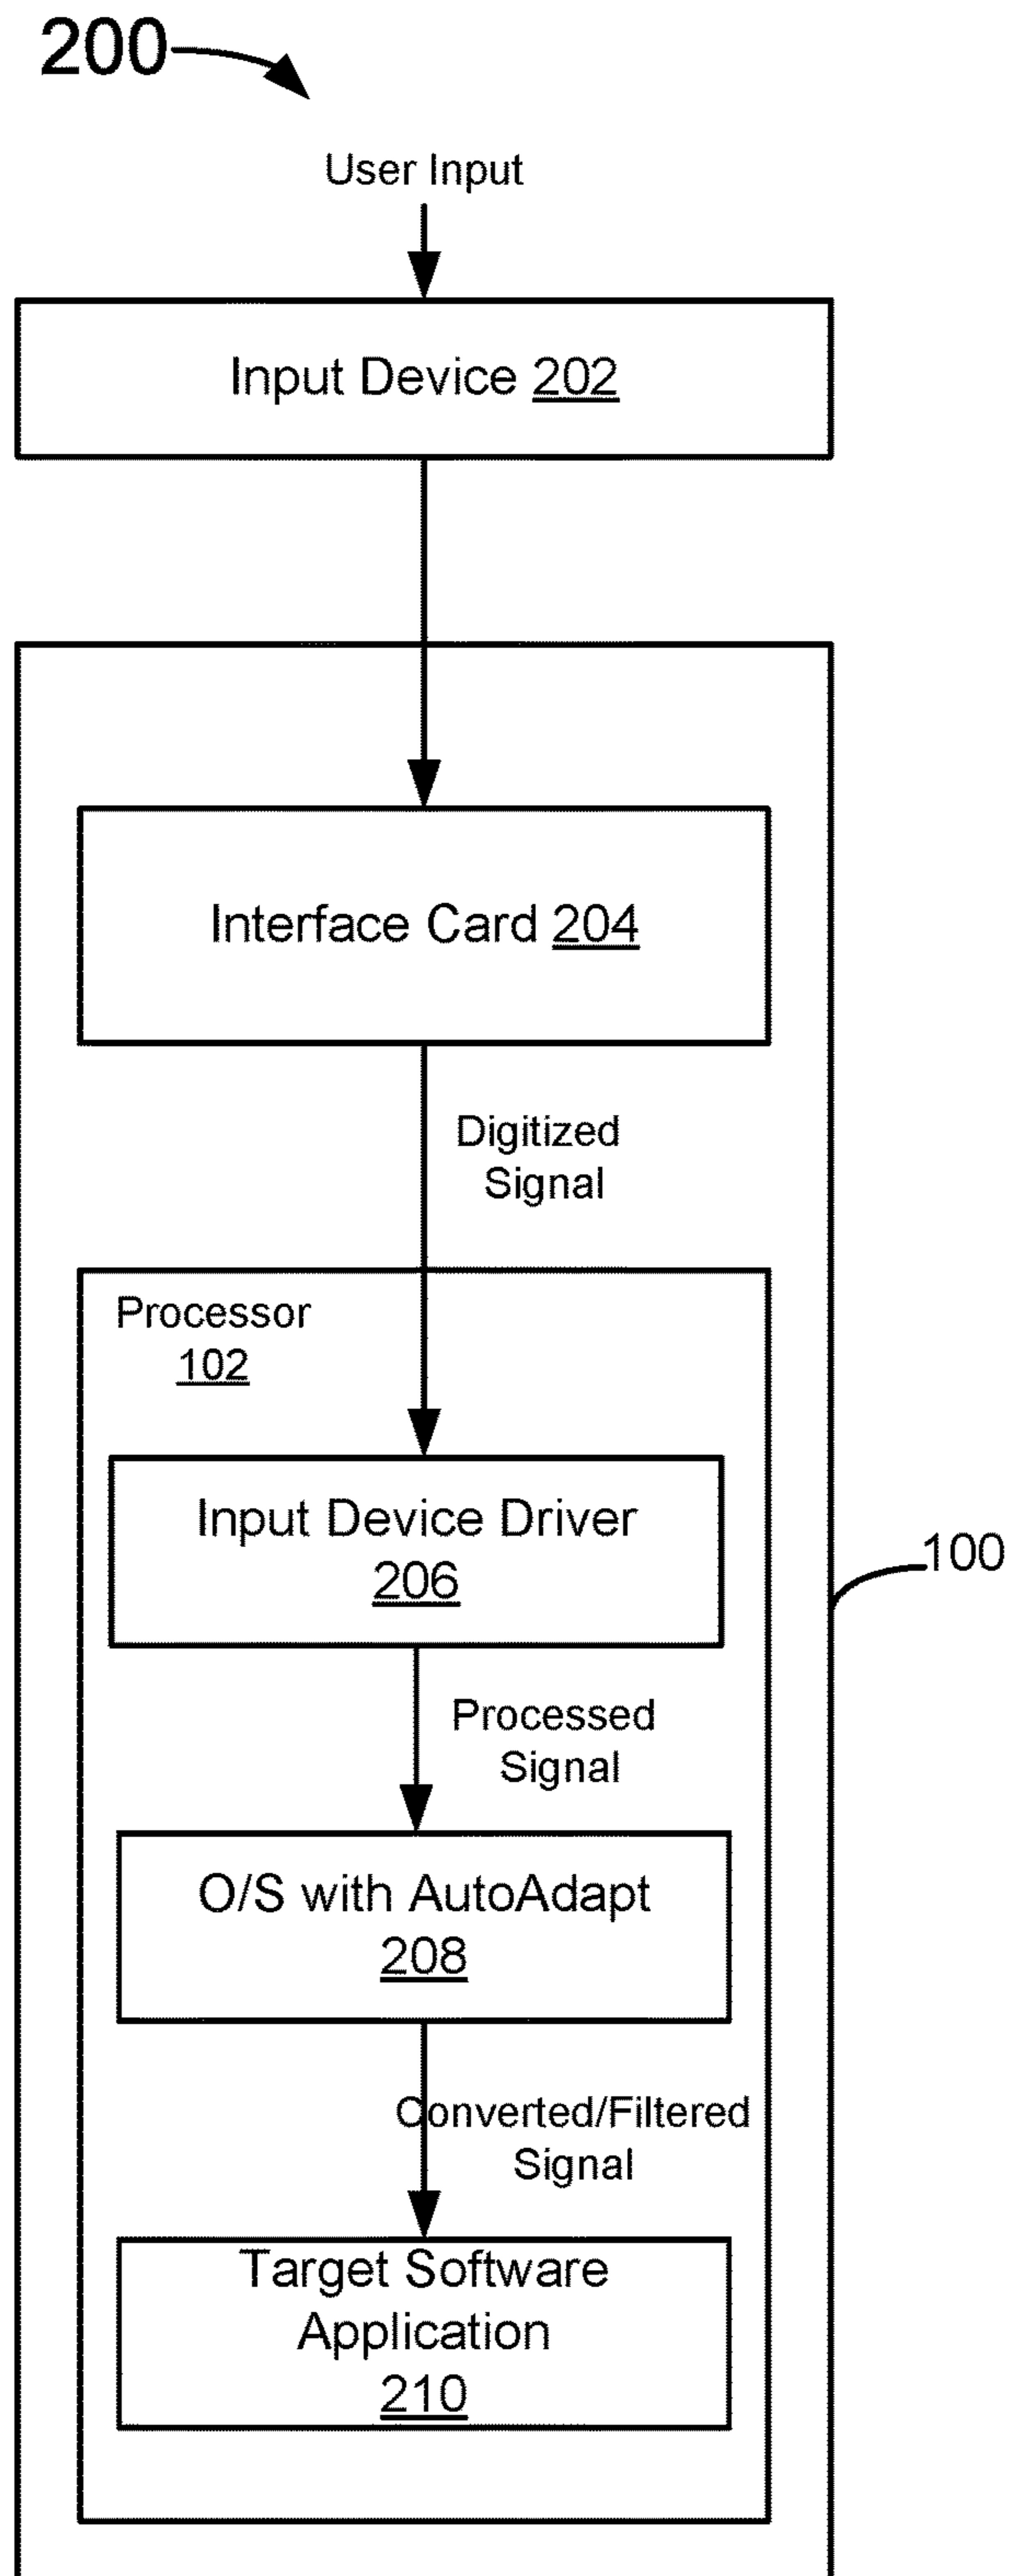 200
User Input
Input Device 202
Interface Card 204
Digitized
Signal
Processor
102
Input Device Driver
206
100
Processed
Signal
O/S with AutoAdapt
208
Converted/Filtered
Signal
Target Software
Application
210